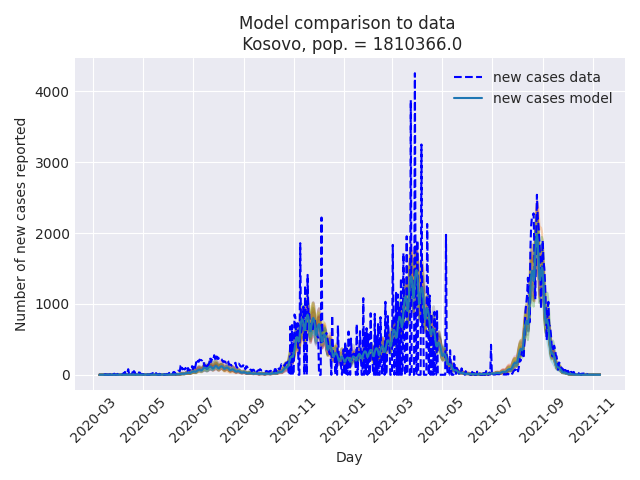 Model comparison to data
Kosovo, pop. = 1810366.0
new cases data
new cases model
Number of new cases reported
4000
3000
2000
1000
0
2020-03
2020-05
2020-07
2020-09
2020-11
2021-01
2021-03
2021-05
2021-07
2021-09
2021-11
Day